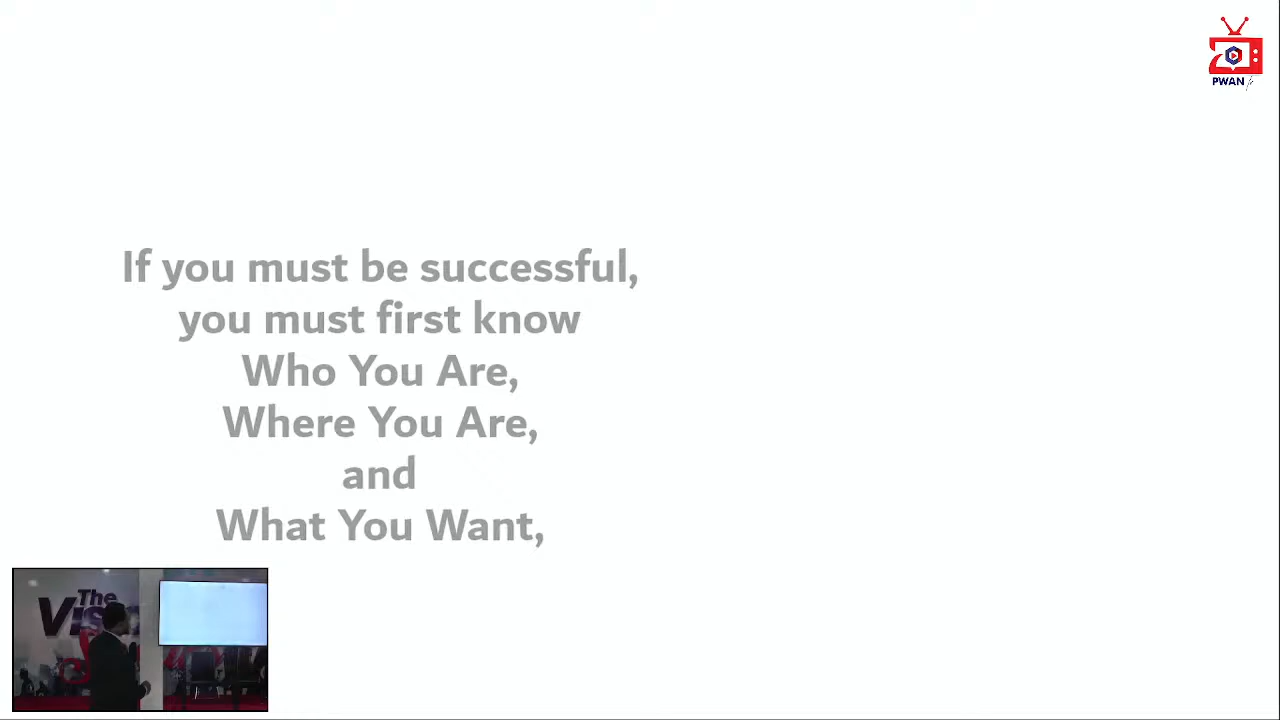 PWAN
If you must be successful,
you must first know
Who You Are,
Where You Are,
and
What You Want,
The